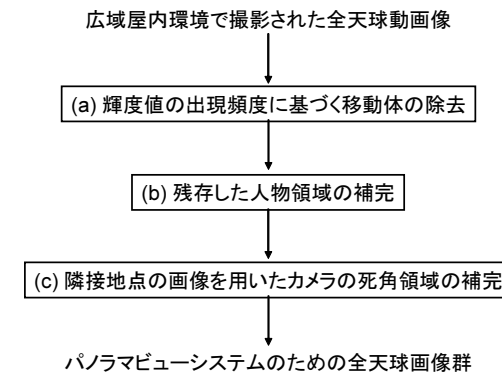 広域屋内環境で撮影された全天球動画像
(a) 輝度値の出現頻度に基づく移動体の除去
(b) 残存した人物領域の補完
(c) 隣接地点の画像を用いたカメラの死角領域の補完
パノラマビューシステムのための全天球画像群